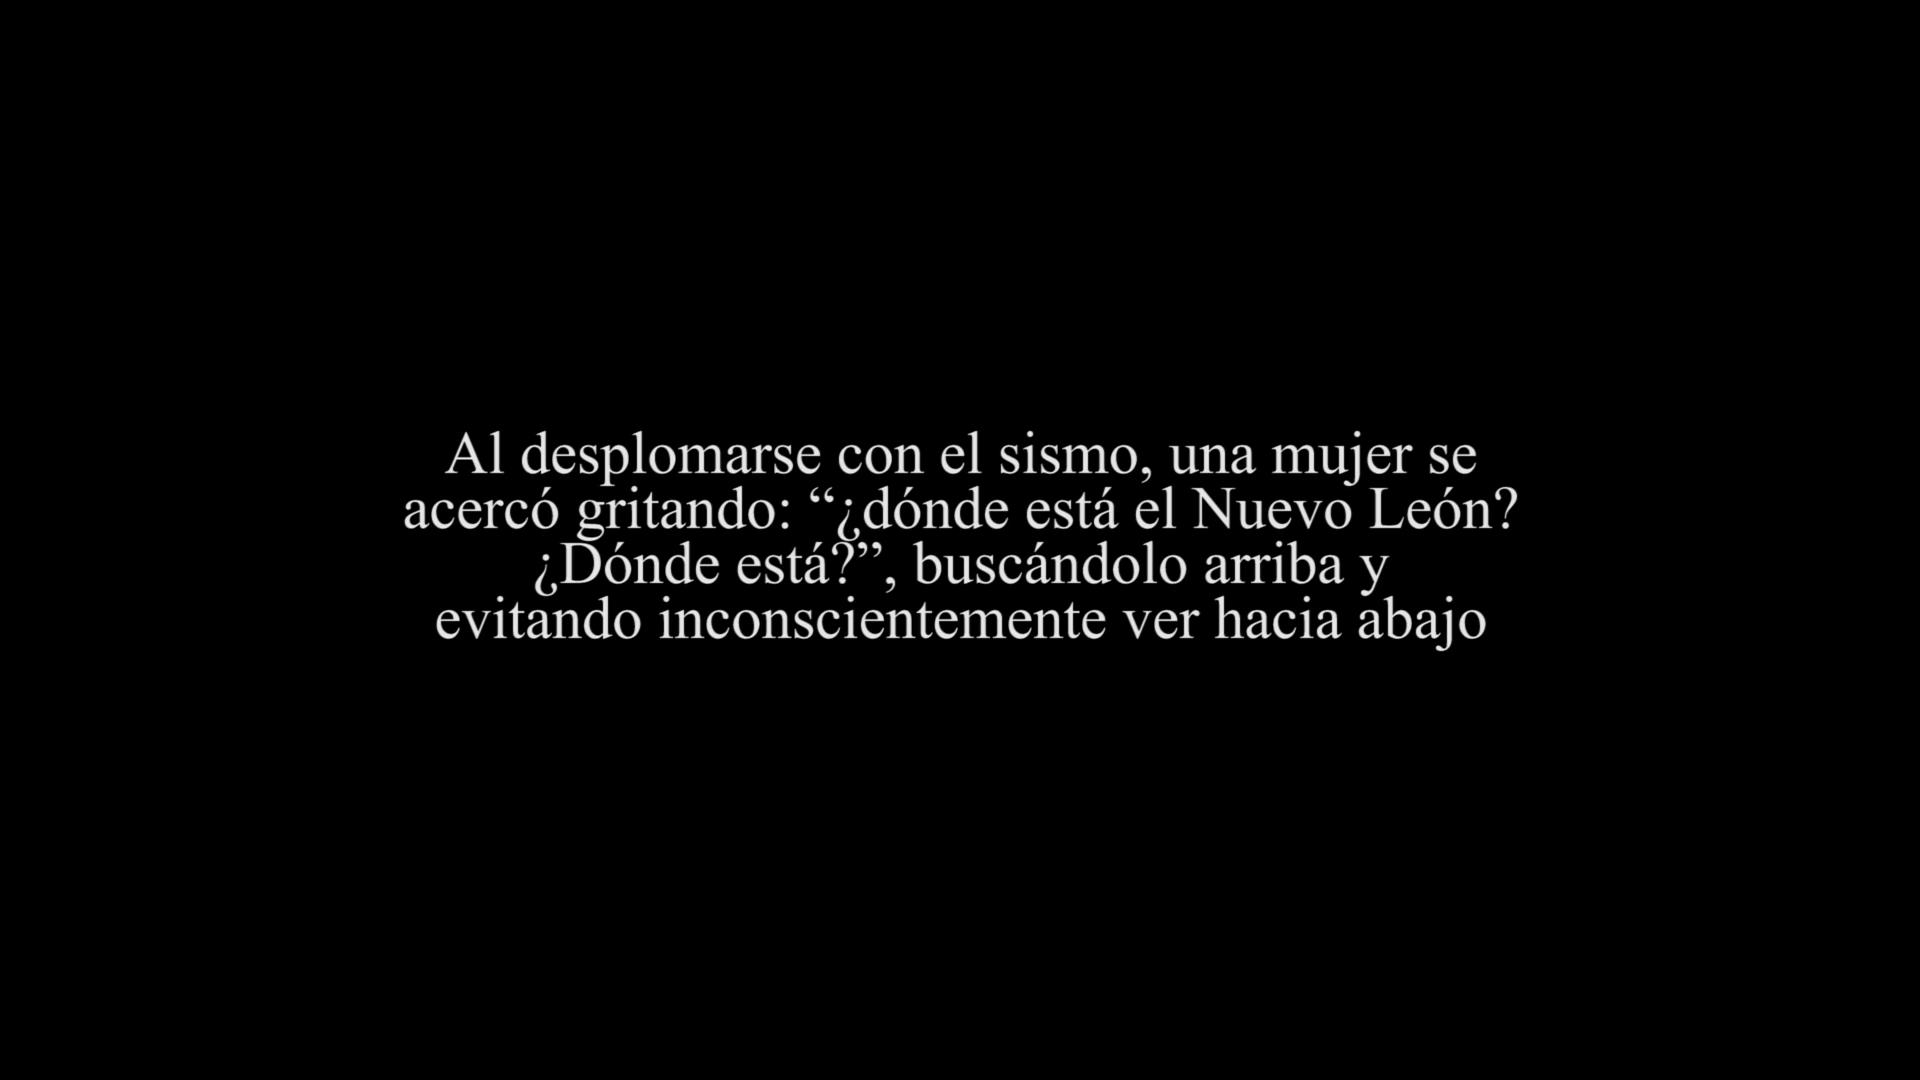 Al desplomarse con el sismo, una mujer se
acercó gritando: “¿dónde está el Nuevo León?
¿Dónde está?”, buscándolo arriba y
evitando inconscientemente ver hacia abajo